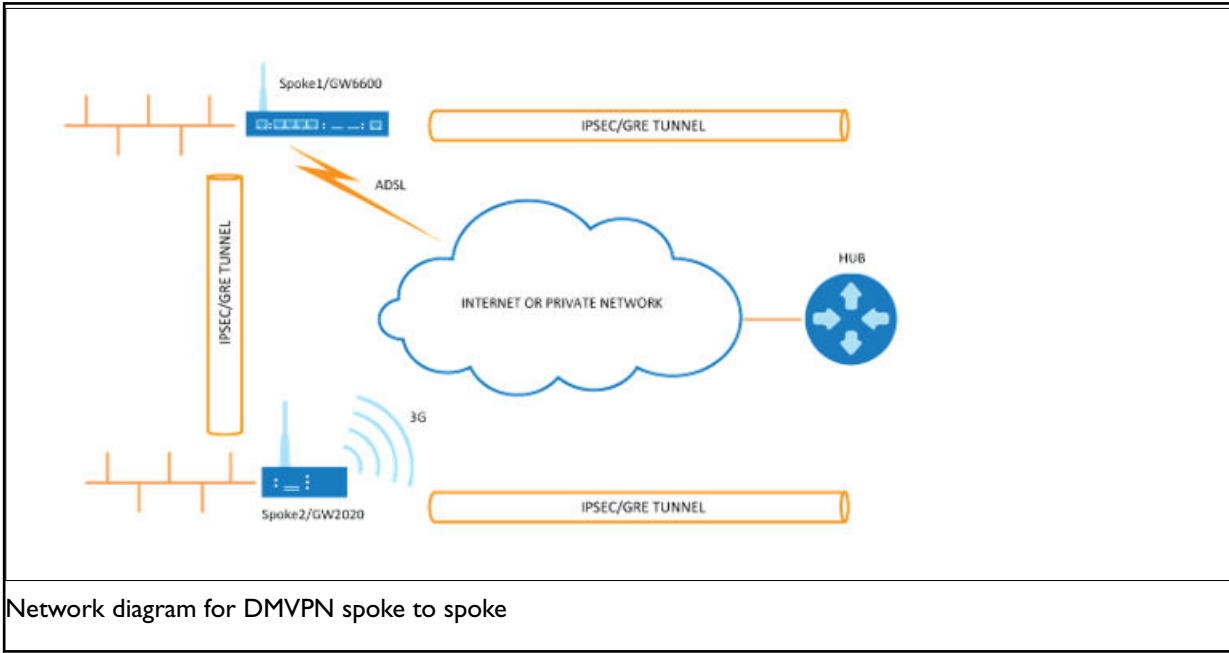 Spoke1/GW6600
IPSEC/GRE TUNNEL
ADSL
IPSEC/GRE TUNNEL
HUB
INTERNET OR PRIVATE NETWORK
3G
Spoke2/GW2020
IPSEC/GRE TUNNEL
Network diagram for DMVPN spoke to spoke